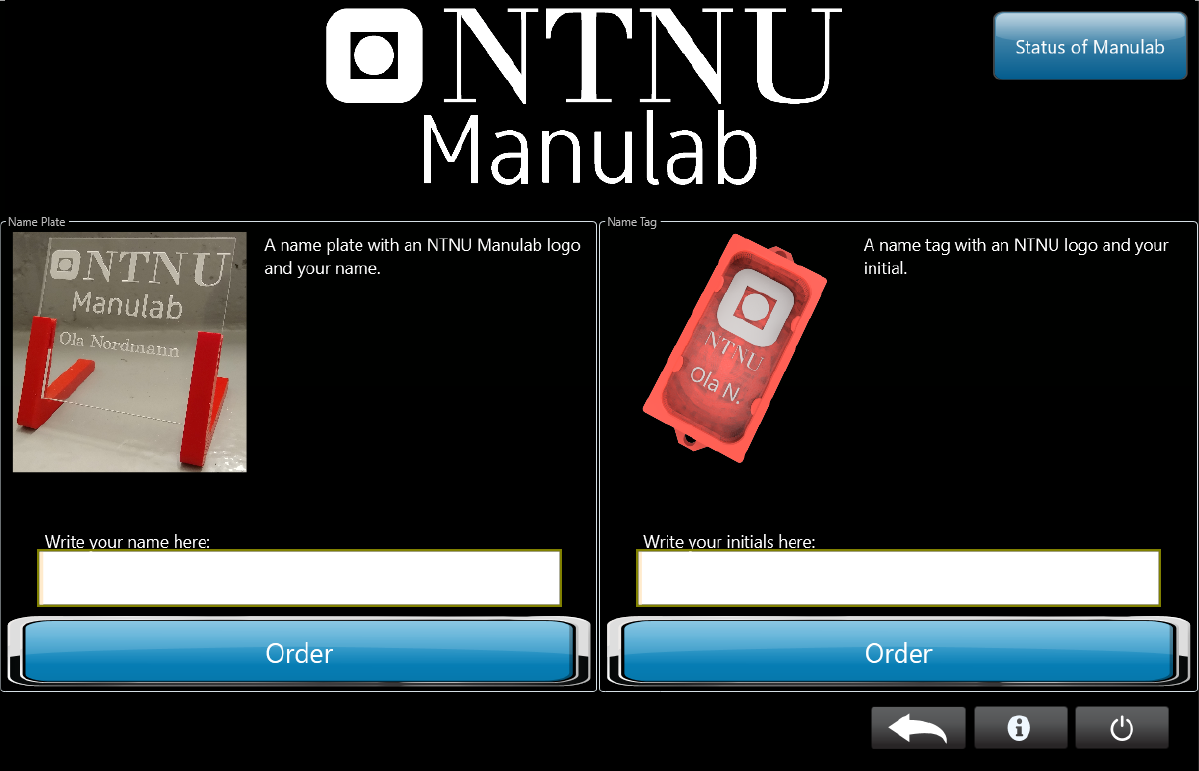 NTNU
Manulab
Status of Manulab
Name Plate
NTNU
Manulab
Ola Nordmann
A name plate with an NTNU Manulab logo
and your name.
Write your name here:
Order
Name Tag
NTNU
Ola N.
A name tag with an NTNU logo and your
initial.
Write your initials here:
Order